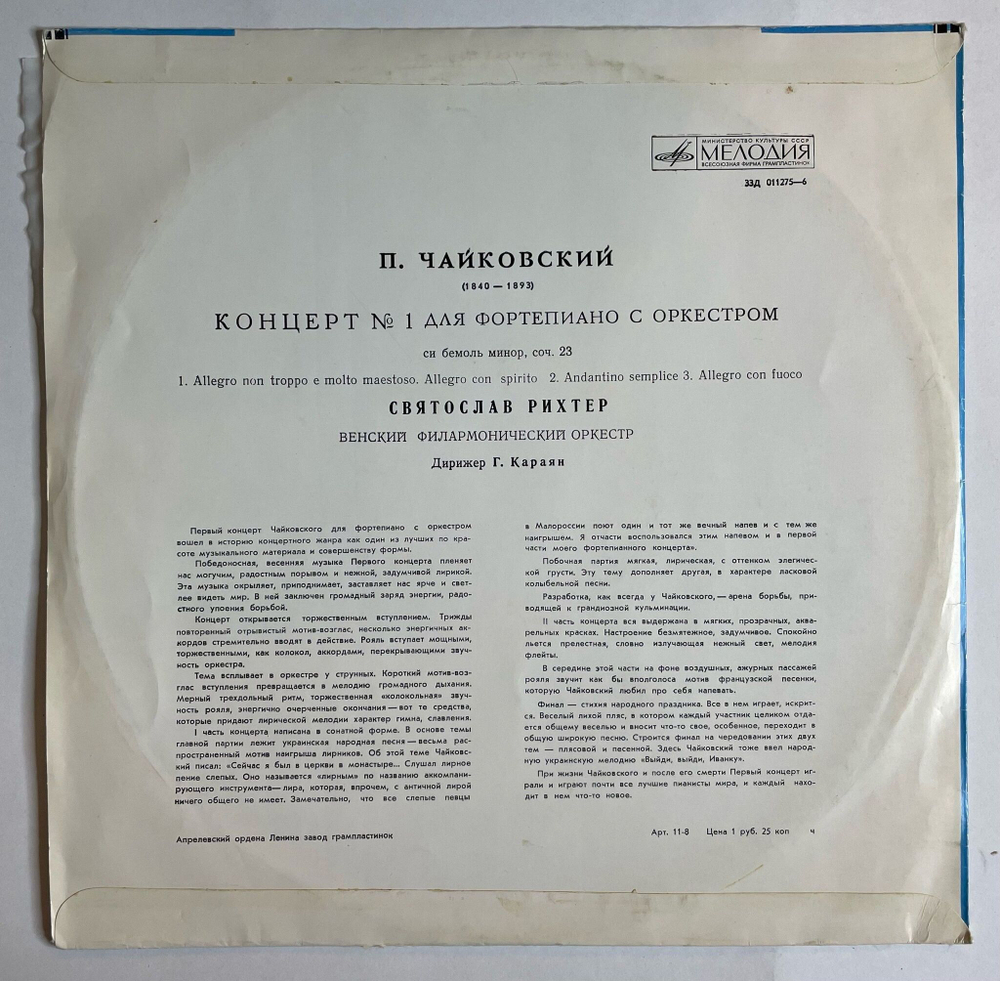 МИНИСТЕРСТВО КУЛЬТУРЫ СССР
МЕЛОДИЯ
ВСЕСОЮЗНАЯ ФИРМА ГРАМПЛАСТИНОК
33Д 011275—6
П. ЧАЙКОВСКИЙ
(1840 — 1893)
КОНЦЕРТ № 1 ДЛЯ ФОРТЕПИАНО С ОРКЕСТРОМ
си бемоль минор, соч. 23
1. Allegro non troppo e molto maestoso. Allegro con spirito 2. Andantino semplice 3. Allegro con fuoco
СВЯТОСЛАВ РИХТЕР
ВЕНСКИЙ ФИЛАРМОНИЧЕСКИЙ ОРКЕСТР
Дирижер Г. Караян
Первый концерт Чайковского для фортепиано с оркестром
вошел в историю концертного жанра как один из лучших по кра-
соте музыкального материала и совершенству формы.
Победоносная, весенняя музыка Первого концерта пленяет
нас могучим, радостным порывом и нежной, задумчивой лирикой.
Эта музыка окрыляет, приподнимает, заставляет нас ярче и свет-
лее видеть мир. В ней заключен громадный заряд энергии, радо-
стного упоения борьбой.
Концерт открывается торжественным вступлением. Трижды
повторенный отрывистый мотив-возглас, несколько энергичных ак-
кордов стремительно вводят в действие. Рояль вступает мощными,
торжественными, как колокол, аккордами, перекрывающими звуч-
ность оркестра.
Тема всплывает в оркестре у струнных. Короткий мотив-воз-
глас вступления превращается в мелодию громадного дыхания.
Мерный трехдольный ритм, торжественная «колокольная» звуч-
ность рояля, энергично очерченные окончания — вот те средства,
которые придают лирической мелодии характер гимна, славления.
I часть концерта написана в сонатной форме. В основе темы
главной партии лежит украинская народная песня — весьма рас-
пространенный мотив наигрыша лирников. Об этой теме Чайковс-
кий писал: «Сейчас я был в церкви в монастыре... Слушал лирное
пение слепых. Оно называется «лирным» по названию аккомпани-
рующего инструмента — лира, которая, впрочем, с античной лирой
ничего общего не имеет. Замечательно, что все слепые певцы
в Малороссии поют один и тот же вечный напев и с тем же
наигрышем. Я отчасти воспользовался этим напевом и в первой
части моего фортепианного концерта».
Побочная партия мягкая, лирическая, с оттенком элегичес-
кой грусти. Эту тему дополняет другая, в характере ласковой
колыбельной песни.
Разработка, как всегда у Чайковского, — арена борьбы, при-
водящей к грандиозной кульминации.
II часть концерта вся выдержана в мягких, прозрачных, аква-
рельных красках. Настроение безмятежное, задумчивое. Спокойно
льется прелестная, словно излучающая нежный свет, мелодия
флейты.
В середине этой части на фоне воздушных, ажурных пассажей
рояля звучит как бы вполголоса мотив французской песенки,
которую Чайковский любил про себя напевать.
Финал — стихия народного праздника. Все в нем играет, искрит-
ся. Веселый лихой пляс, в котором каждый участник целиком отда-
ется общему веселью и вносит что-то свое, особенное, переходит в
общую широкую песню. Строится финал на чередовании этих двух
тем — плясовой и песенной. Здесь Чайковский тоже ввел народ-
ную украинскую мелодию «Выйди, выйди, Иванку».
При жизни Чайковского и после его смерти Первый концерт иг-
рали и играют почти все лучшие пианисты мира, и каждый нахо-
дит в нем что-то новое.
Апрелевский ордена Ленина завод грампластинок
Арт. 11-8 Цена 1 руб. 25 коп ч